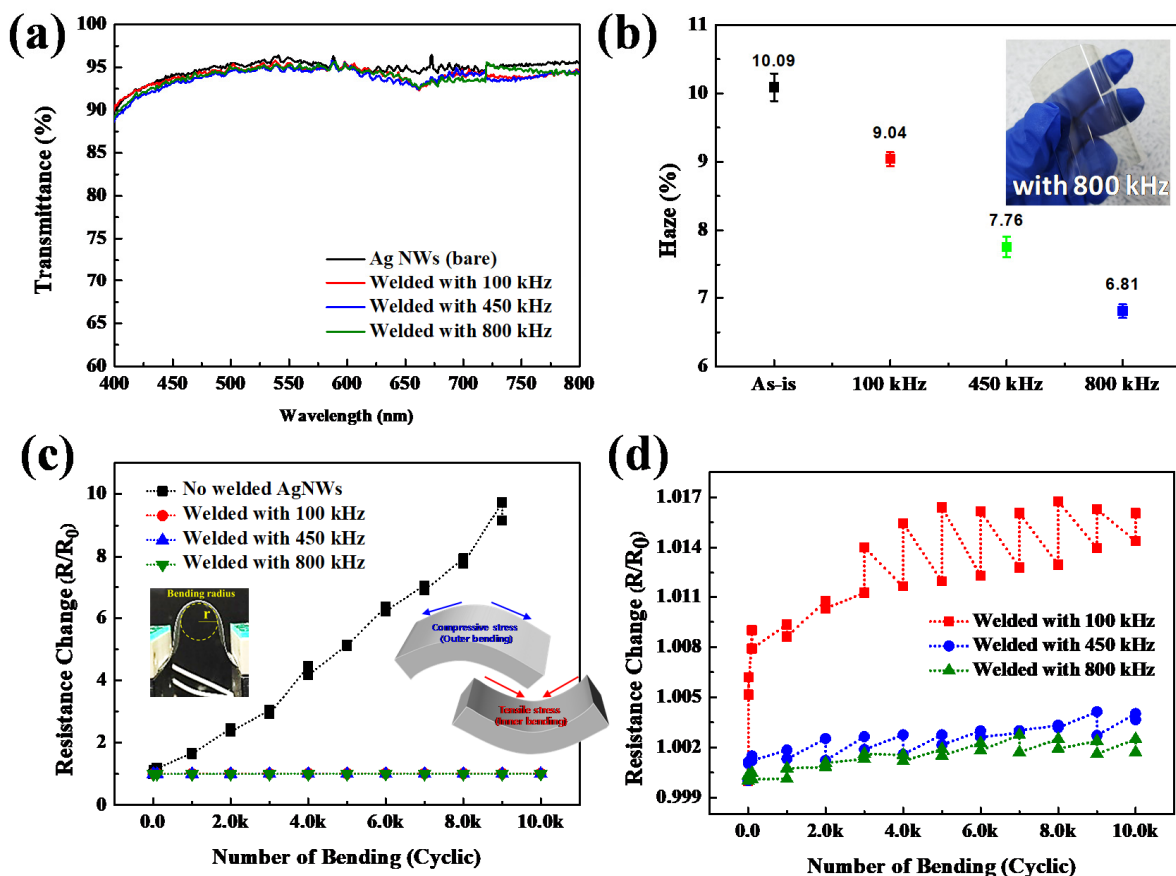 (a)
100
95
90
85
80
75
70
65
60
Transmittance (%)
Ag NWs (bare)
Welded with 100 kHz
Welded with 450 kHz
Welded with 800 kHz
400 450 500 550 600 650 700 750 800
Wavelength (nm)
(b)
11
10
9
8
7
6
Haze (%)
10.09
9.04
7.76
6.81
with 800 kHz
As-is 100 kHz 450 kHz 800 kHz
(c)
10
8
6
4
2
0
Resistance Change (R/R0)
No welded AgNWs
Welded with 100 kHz
Welded with 450 kHz
Welded with 800 kHz
Bending radius
r
Compressive stress
(Outer bending)
Tensile stress
(Inner bending)
0.0 2.0k 4.0k 6.0k 8.0k 10.0k
Number of Bending (Cyclic)
(d)
1.017
1.014
1.011
1.008
1.005
1.002
0.999
Resistance Change (R/R0)
Welded with 100 kHz
Welded with 450 kHz
Welded with 800 kHz
0.0 2.0k 4.0k 6.0k 8.0k 10.0k
Number of Bending (Cyclic)